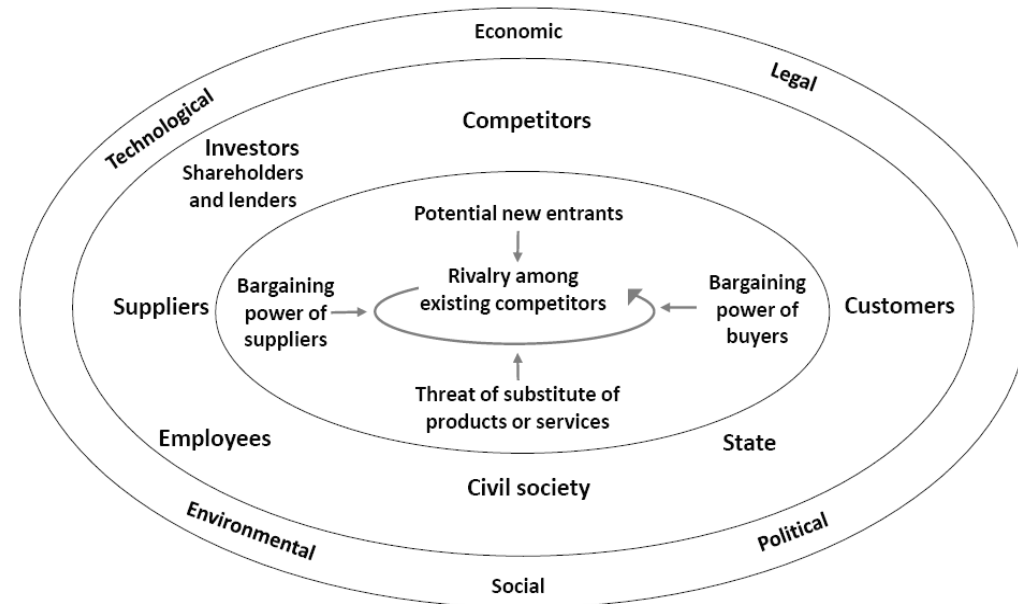 Economic
Legal
Technological
Competitors
Investors
Shareholders
and lenders
Potential new entrants
Rivalry among
existing competitors
Bargaining
power of
suppliers
Bargaining
power of
buyers
Suppliers
Customers
Threat of substitute of
products or services
Employees
State
Civil society
Environmental
Political
Social